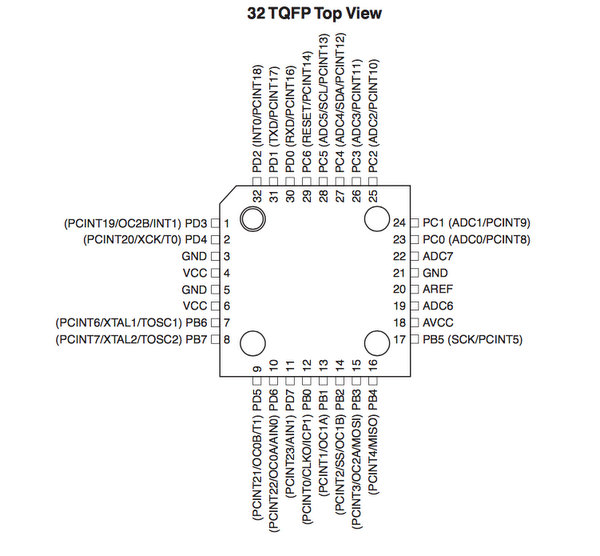 32 TQFP Top View
PD2 (INT0/PCINT18)
PD1 (TXD/PCINT17)
PD0 (RXD/PCINT16)
PC6 (RESET/PCINT14)
PC5 (ADC5/SCL/PCINT13)
PC4 (ADC4/SDA/PCINT12)
PC3 (ADC3/PCINT11)
PC2 (ADC2/PCINT10)
32
31
30
29
28
27
26
25
(PCINT19/OC2B/INT1) PD3 1
(PCINT20/XCK/T0) PD4 2
GND 3
VCC 4
GND 5
VCC 6
(PCINT6/XTAL1/TOSC1) PB6 7
(PCINT7/XTAL2/TOSC2) PB7 8
24 PC1 (ADC1/PCINT9)
23 PC0 (ADC0/PCINT8)
22 ADC7
21 GND
20 AREF
19 ADC6
18 AVCC
17 PB5 (SCK/PCINT5)
9
10
11
12
13
14
15
16
(PCINT21/OC0B/T1) PD5
(PCINT22/OC0A/AIN0) PD6
(PCINT23/AIN1) PD7
(PCINT0/CLKO/ICP1) PB0
(PCINT1/OC1A) PB1
(PCINT2/SS/OC1B) PB2
(PCINT3/OC2A/MOSI) PB3
(PCINT4/MISO) PB4